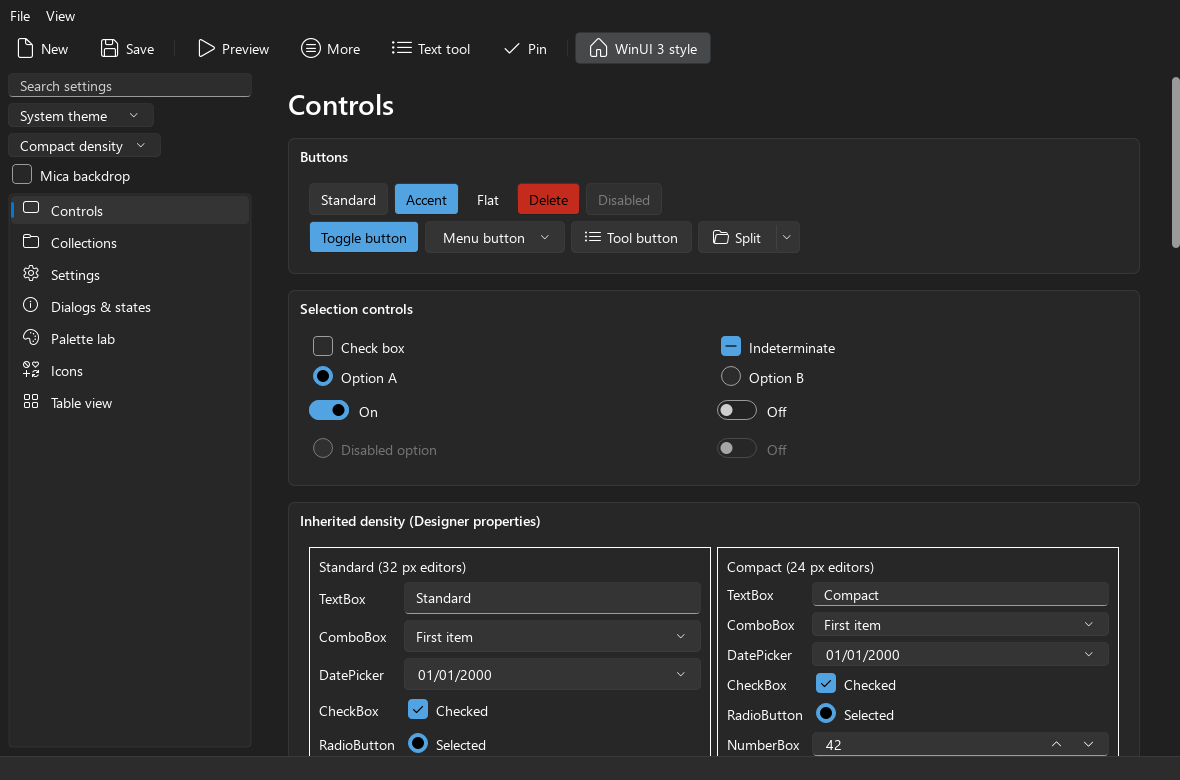 File View
New Save Preview More Text tool Pin WinUI 3 style
Search settings
System theme
Compact density
Mica backdrop
Controls
Collections
Settings
Dialogs & states
Palette lab
Icons
Table view
Controls
Buttons
Standard Accent Flat Delete Disabled
Toggle button Menu button Tool button Split
Selection controls
Check box Indeterminate
Option A Option B
On Off
Disabled option Off
Inherited density (Designer properties)
Standard (32 px editors)
TextBox Standard
ComboBox First item
DatePicker 01/01/2000
CheckBox Checked
RadioButton Selected
Compact (24 px editors)
TextBox Compact
ComboBox First item
DatePicker 01/01/2000
CheckBox Checked
RadioButton Selected
NumberBox 42